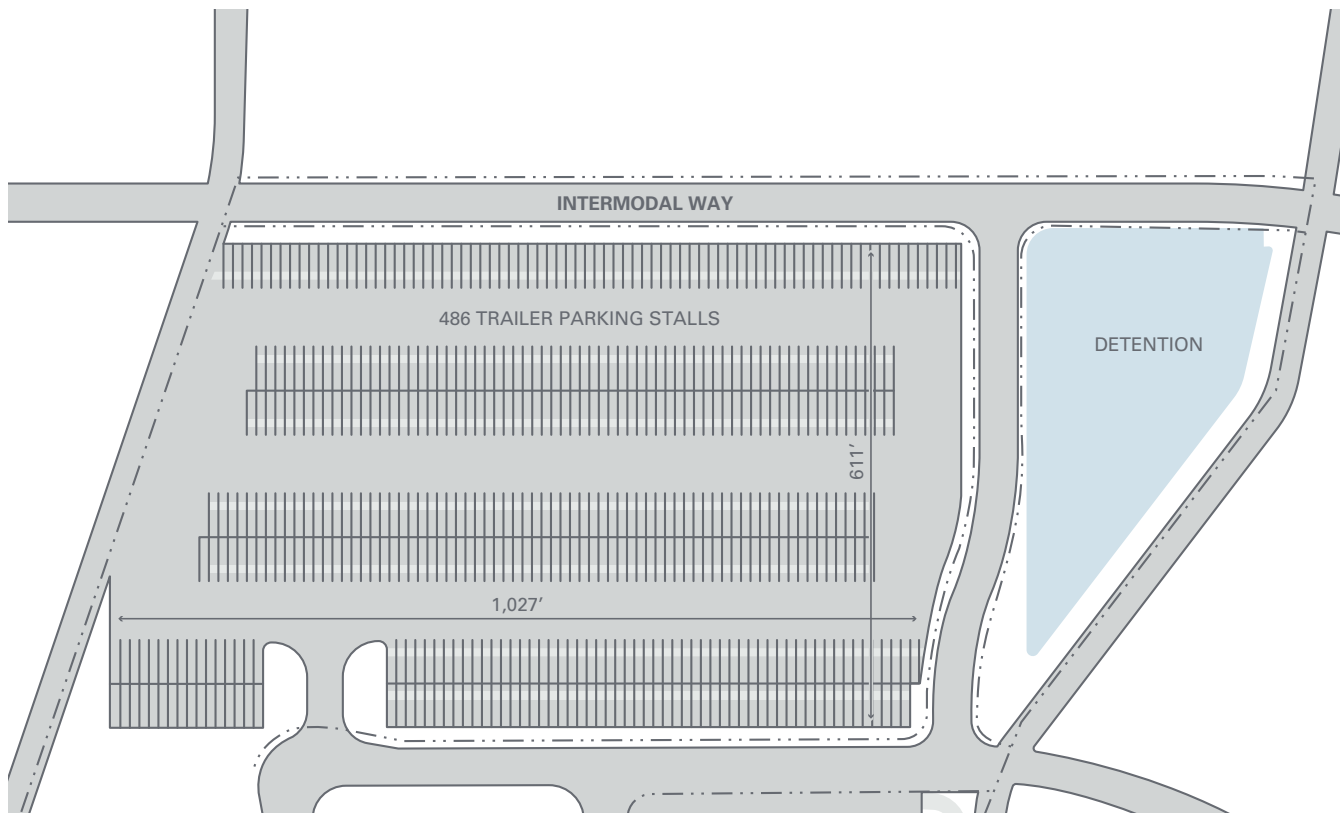 INTERMODAL WAY
486 TRAILER PARKING STALLS
DETENTION
611’
1,027’